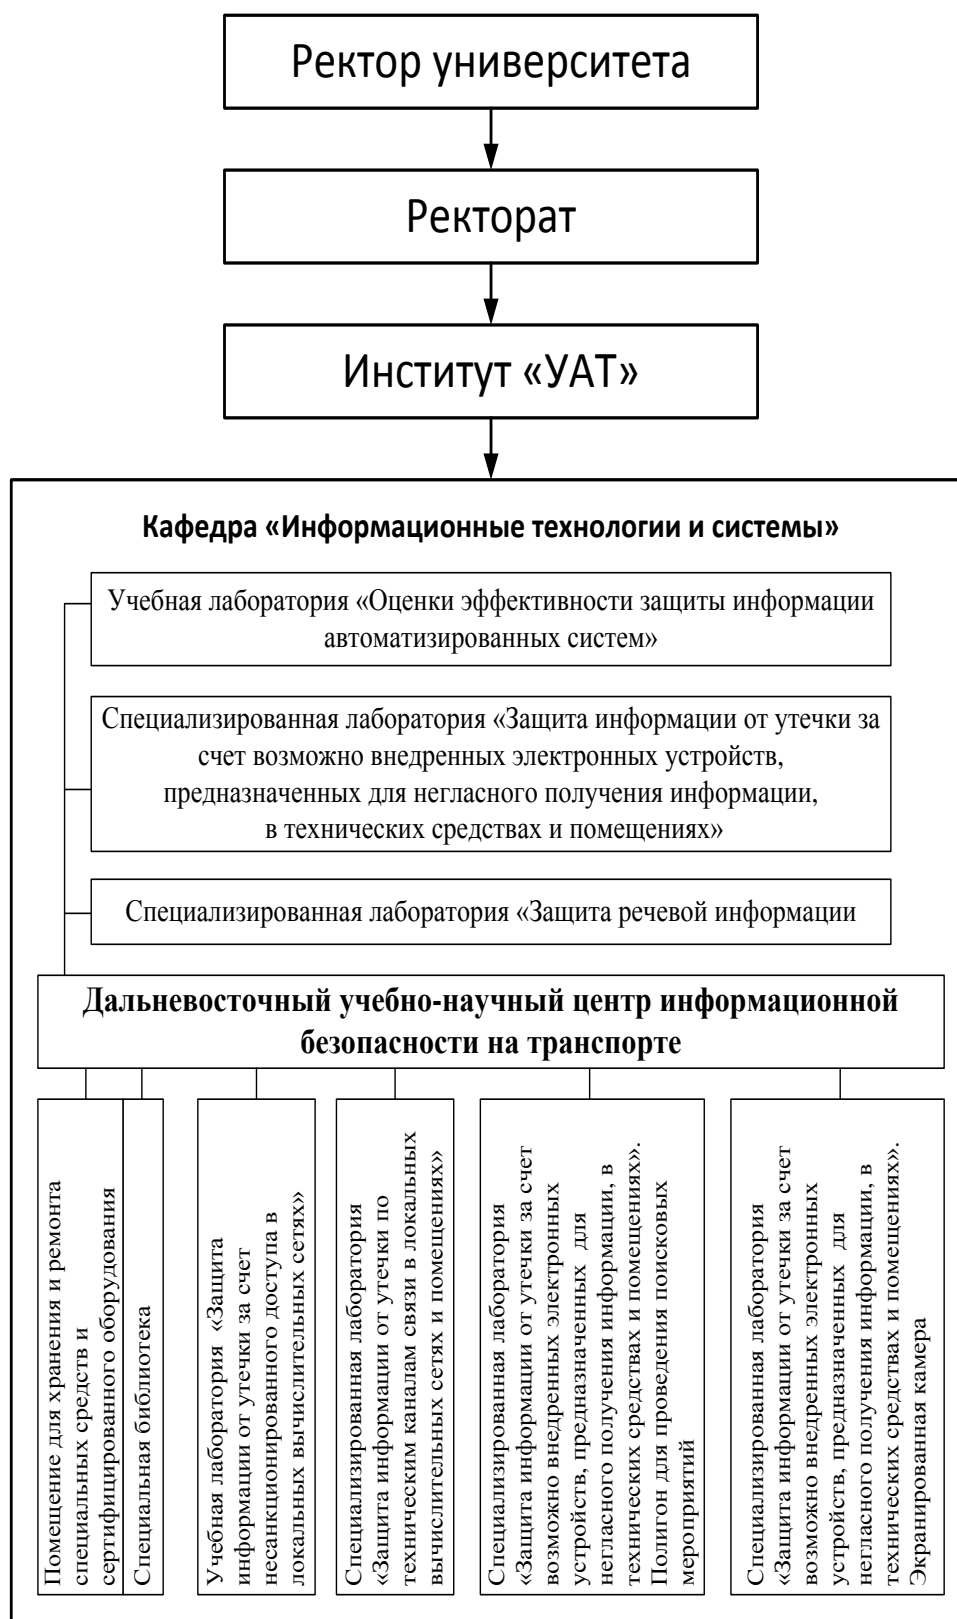 Ректор университета
Ректорат
Институт «УАТ»
Кафедра «Информационные технологии и системы»
Учебная лаборатория «Оценки эффективности защиты информации
автоматизированных систем»
Специализированная лаборатория «Защита информации от утечки за
счет возможно внедренных электронных устройств,
предназначенных для негласного получения информации,
в технических средствах и помещениях»
Специализированная лаборатория «Защита речевой информации
Дальневосточный учебно-научный центр информационной
безопасности на транспорте
Помещение для хранения и ремонта
специальных средств и
сертифицированного оборудования
Специальная библиотека
Учебная лаборатория «Защита
информации от утечки за счет
несанкционированного доступа в
локальных вычислительных сетях»
Специализированная лаборатория
«Защита информации от утечки по
техническим каналам связи в локальных
вычислительных сетях и помещениях»
Специализированная лаборатория
«Защита информации от утечки за счет
возможно внедренных электронных
устройств, предназначенных для
негласного получения информации, в
технических средствах и помещениях».
Полигон для проведения поисковых
мероприятий
Специализированная лаборатория
«Защита информации от утечки за счет
возможно внедренных электронных
устройств, предназначенных для
негласного получения информации, в
технических средствах и помещениях».
Экранированная камера